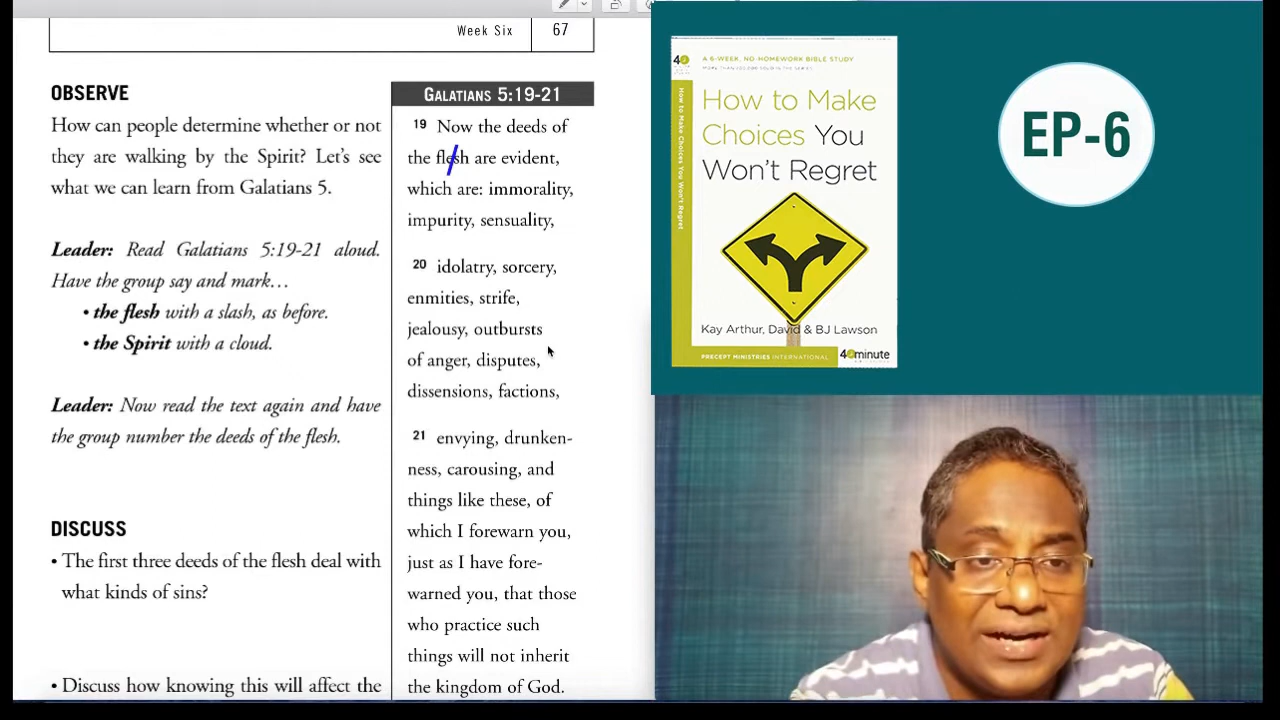 Week Six 67
OBSERVE
How can people determine whether or not
they are walking by the Spirit? Let's see
what we can learn from Galatians 5.
Leader: Read Galatians 5:19-21 aloud.
Have the group say and mark…
• the flesh with a slash, as before.
• the Spirit with a cloud.
Leader: Now read the text again and have
the group number the deeds of the flesh.
DISCUSS
• The first three deeds of the flesh deal with
what kinds of sins?
• Discuss how knowing this will affect the
GALATIANS 5:19-21
19 Now the deeds of
the flesh are evident,
which are: immorality,
impurity, sensuality,
20 idolatry, sorcery,
enmities, strife,
jealousy, outbursts
of anger, disputes,
dissensions, factions,
21 envying, drunken-
ness, carousing, and
things like these, of
which I forewarn you,
just as I have fore-
warned you, that those
who practice such
things will not inherit
the kingdom of God.
A 6-WEEK, NO-HOMEWORK BIBLE STUDY
How to Make Choices You Won't Regret
How to Make
Choices You
Won't Regret
Kay Arthur, David & BJ Lawson
PRECEPT MINISTRIES INTERNATIONAL
40minute
EP-6